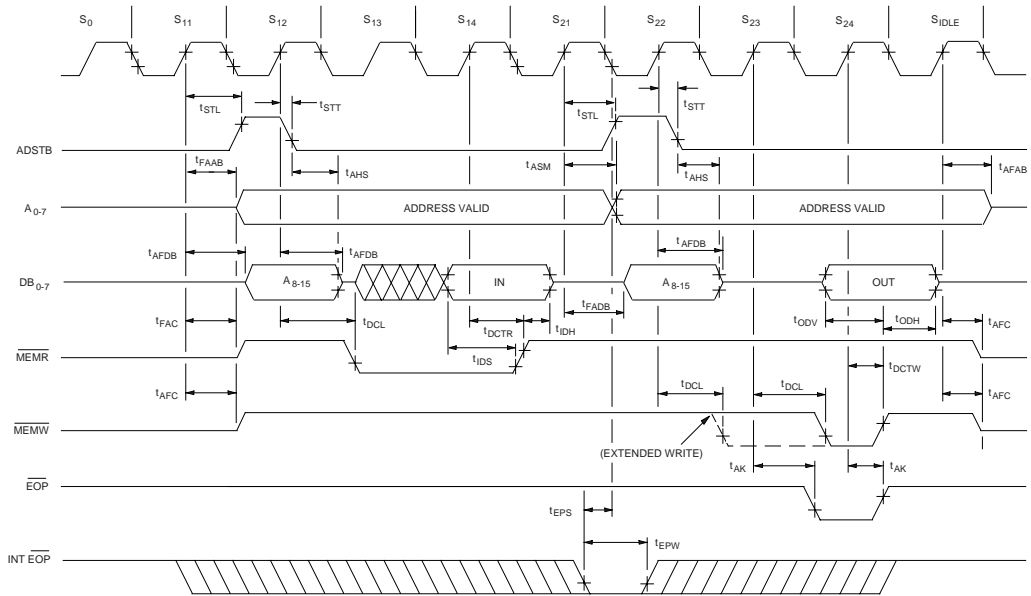 S0 S11 S12 S13 S14 S21 S22 S23 S24 SIDLE
tSTL tSTT tSTL tSTT
ADSTB
tFAAB tAHS tASM tAHS tAFAB
A0-7 ADDRESS VALID ADDRESS VALID
tAFDB tAFDB tAFDB
DB0-7 A8-15 IN A8-15 OUT
tFAC tDCL tDCTR tIDH tFADB tODV tODH tAFC
MEMR
tIDS tDCTW
tAFC tDCL tDCL tAFC
MEMW
(EXTENDED WRITE)
tAK tAK
EOP
tEPS
tEPW
INT EOP